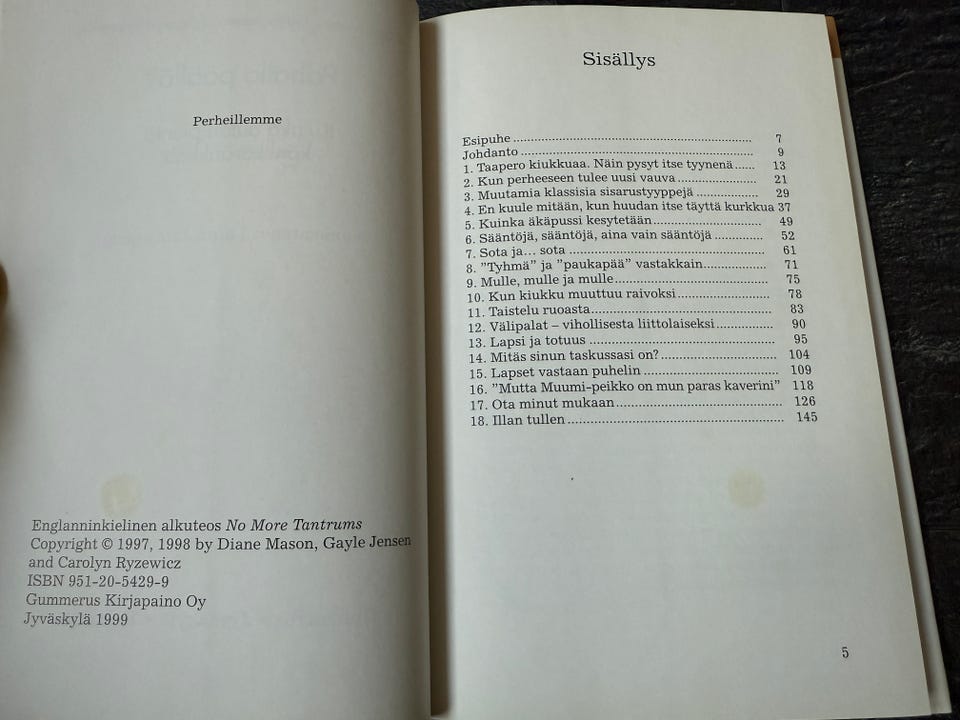 Perheillemme
Englanninkielinen alkuteos No More Tantrums
Copyright © 1997, 1998 by Diane Mason, Gayle Jensen
and Carolyn Ryzewicz
ISBN 951-20-5429-9
Gummerus Kirjapaino Oy
Jyväskylä 1999
Sisällys
Esipuhe 7
Johdanto 9
1. Taapero kiukkuaa. Näin pysyt itse tyynenä 13
2. Kun perheeseen tulee uusi vauva 21
3. Muutamia klassisia sisarustyyppejä 29
4. En kuule mitään, kun huudan itse täyttä kurkkua 37
5. Kuinka äkäpussi kesytetään 49
6. Sääntöjä, sääntöjä, aina vain sääntöjä 52
7. Sota ja... sota 61
8. ”Tyhmä” ja ”paukapää” vastakkain 71
9. Mulle, mulle ja mulle 75
10. Kun kiukku muuttuu raivoksi 78
11. Taistelu ruoasta 83
12. Välipalat – vihollisesta liittolaiseksi 90
13. Lapsi ja totuus 95
14. Mitäs sinun taskussasi on? 104
15. Lapset vastaan puhelin 109
16. ”Mutta Muumi-peikko on mun paras kaverini” 118
17. Ota minut mukaan 126
18. Illan tullen 145
5